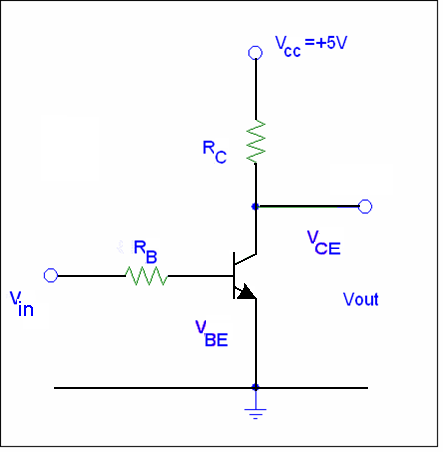 Vcc =+5V
RC
RB
VCE
Vin
Vout
VBE